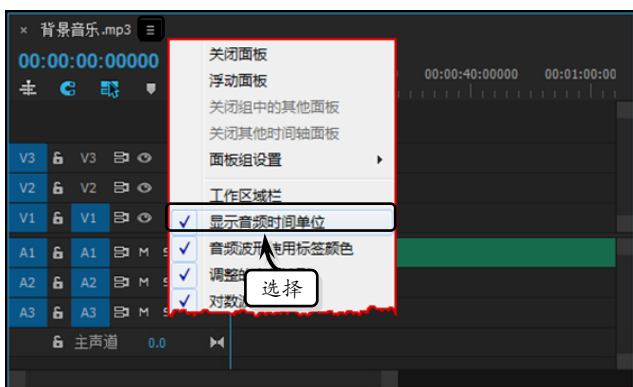 × 背景音乐.mp3 ≡
00:00:00:00000
00:00:40:00000 00:01:00:00
关闭面板
浮动面板
关闭组中的其他面板
关闭其他时间轴面板
面板组设置
工作区域栏
✓ 显示音频时间单位
✓ 音频波形使用标签颜色
✓ 调整
✓ 对数
选择
V3 V3
V2 V2
V1 V1
A1 A1 M S
A2 A2 M
A3 A3 M
主声道 0.0